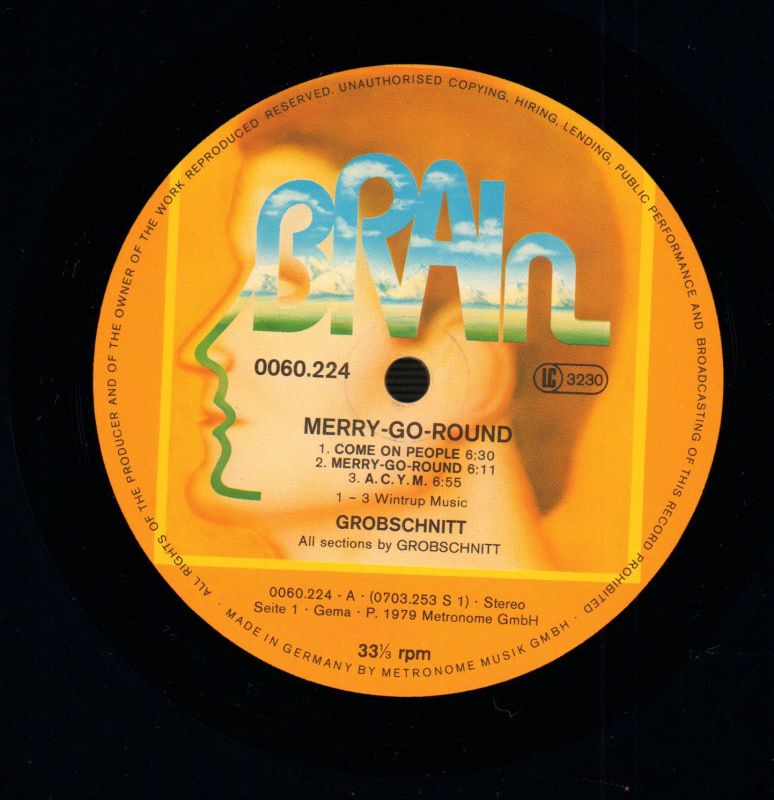 ALL RIGHTS OF THE PRODUCER AND OF THE OWNER OF THE WORK REPRODUCED RESERVED. UNAUTHORISED COPYING, HIRING, LENDING, PUBLIC PERFORMANCE AND BROADCASTING OF THIS RECORD PROHIBITED ·
BRAIn
0060.224
LC 3230
MERRY-GO-ROUND
1. COME ON PEOPLE 6:30
2. MERRY-GO-ROUND 6:11
3. A.C.Y.M. 6:55
1 – 3 Wintrup Music
GROBSCHNITT
All sections by GROBSCHNITT
0060.224 - A · (0703.253 S 1) · Stereo
Seite 1 · Gema · P. 1979 Metronome GmbH
33⅓ rpm
· MADE IN GERMANY BY METRONOME MUSIK GMBH ·